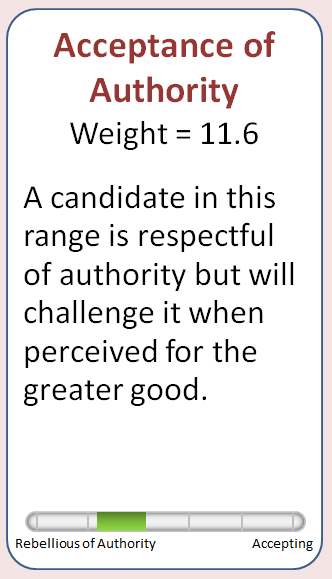 Acceptance of
Authority
Weight = 11.6
A candidate in this
range is respectful
of authority but will
challenge it when
perceived for the
greater good.
Rebellious of Authority
Accepting